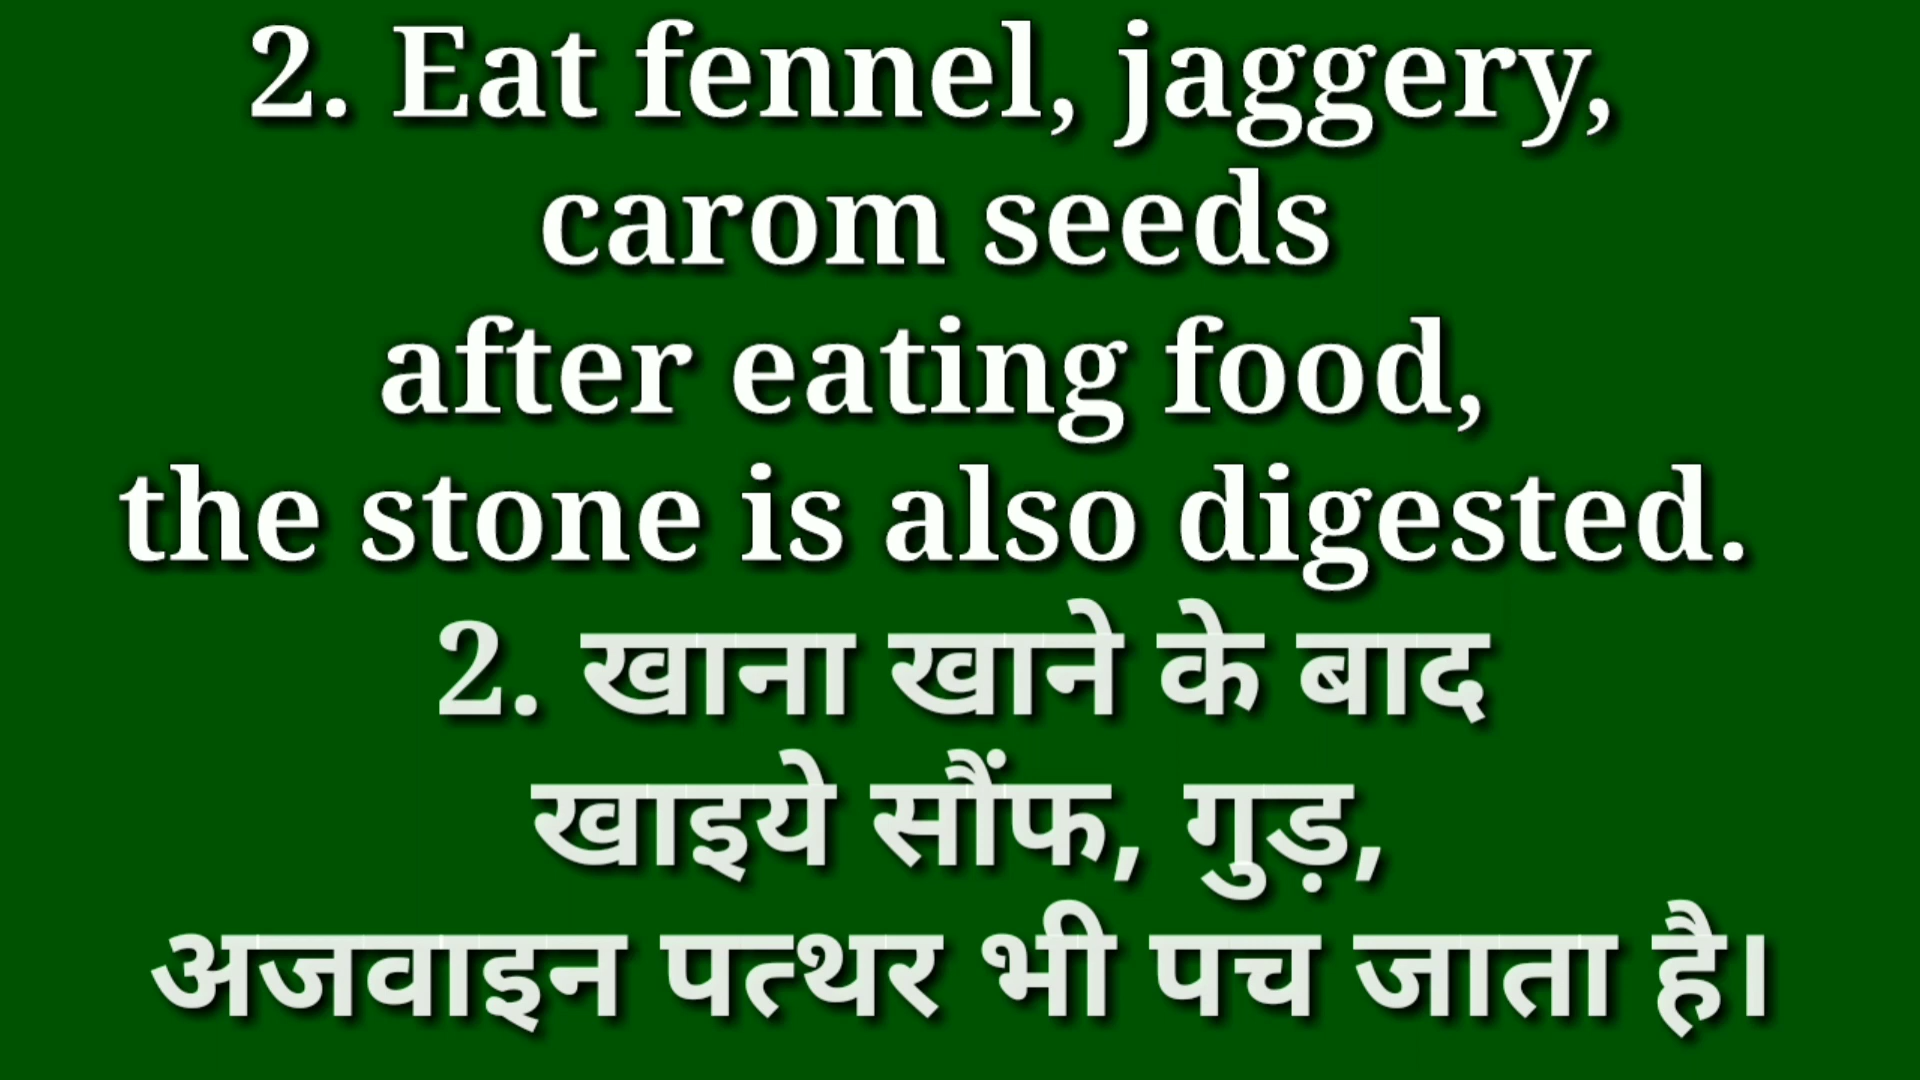 2. Eat fennel, jaggery,
carom seeds
after eating food,
the stone is also digested.
2. खाना खाने के बाद
खाइये सौंफ, गुड़,
अजवाइन पत्थर भी पच जाता है।